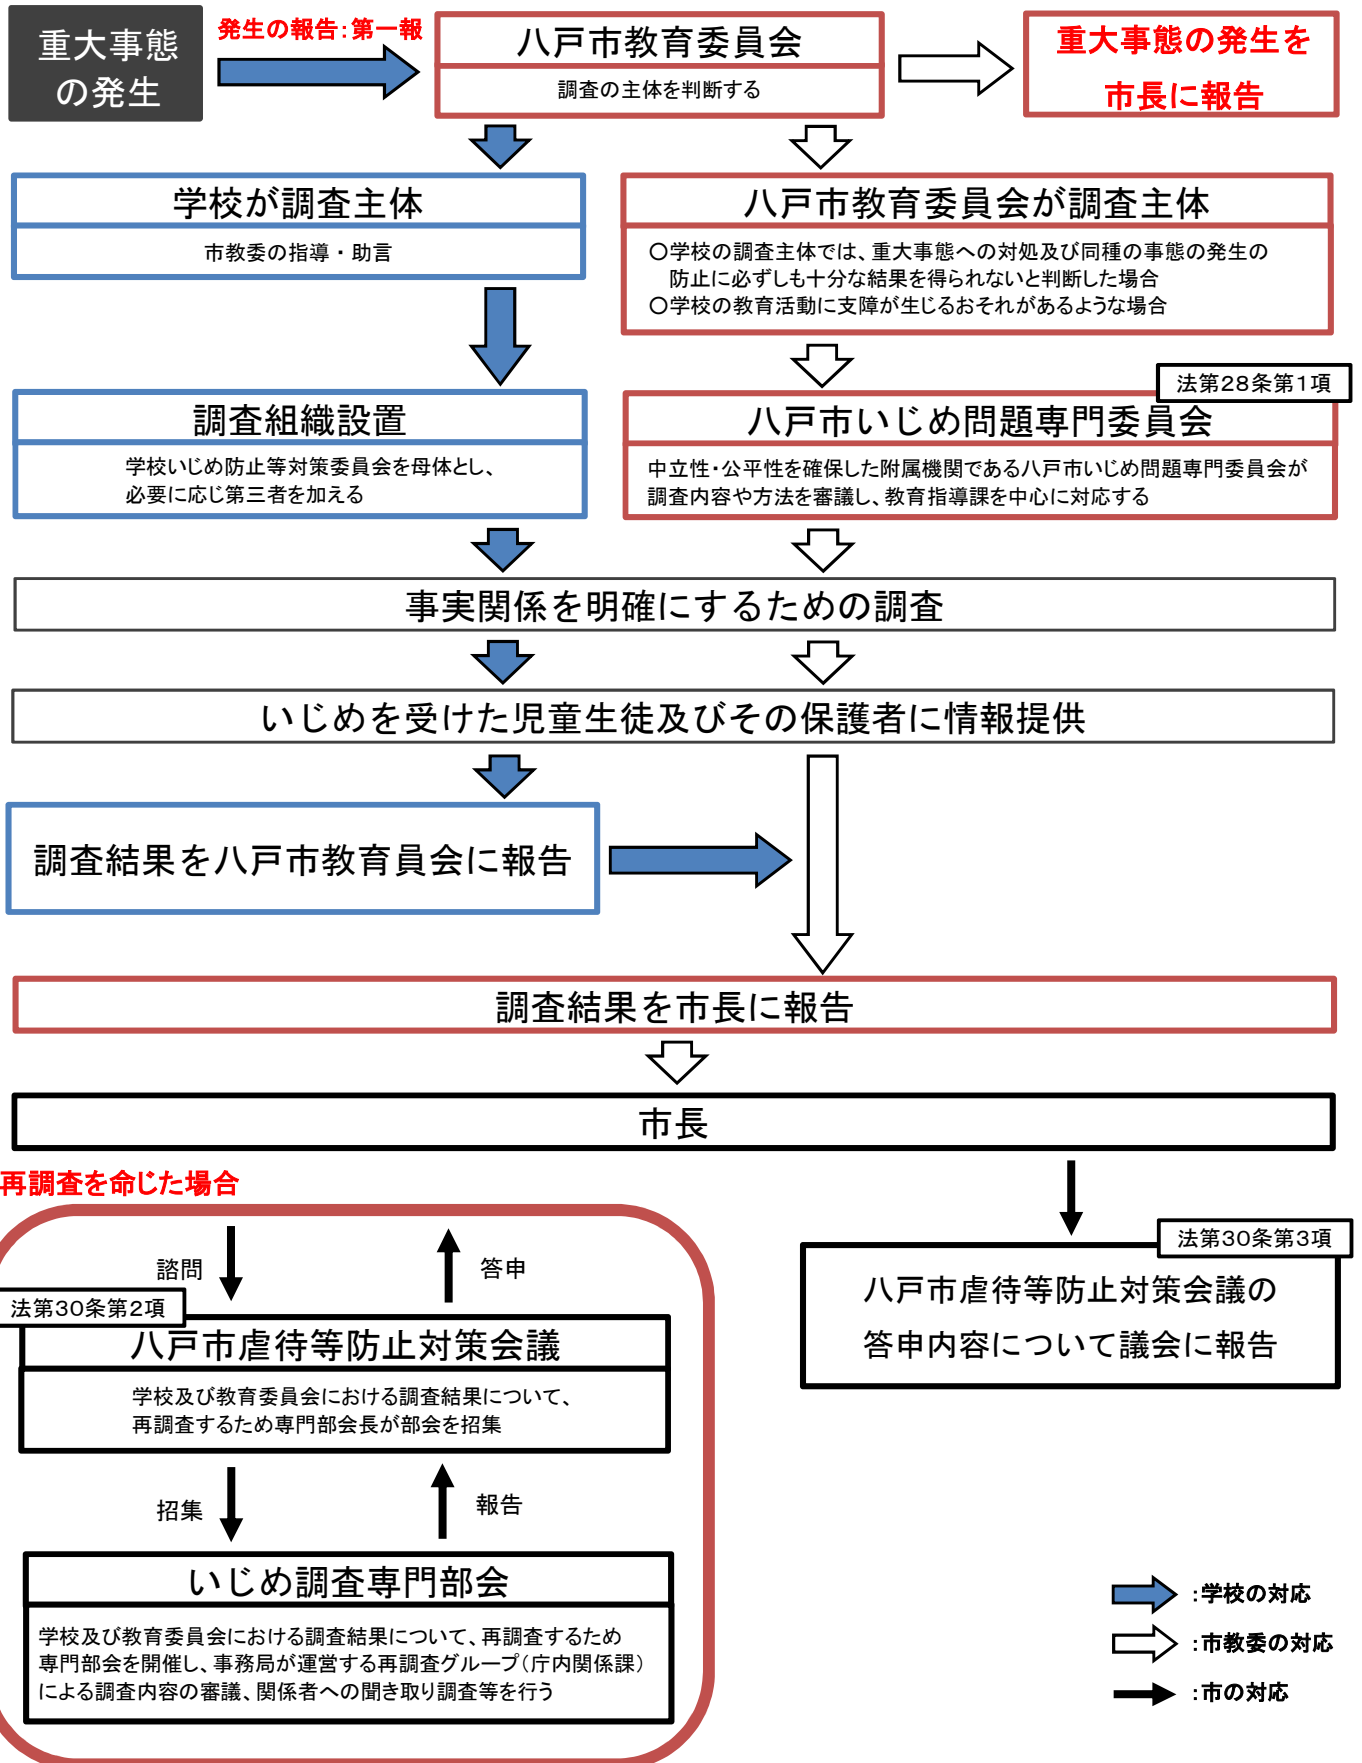 重大事態
の発生
発生の報告：第一報
八戸市教育委員会
調査の主体を判断する
重大事態の発生を
市長に報告
学校が調査主体
市教委の指導・助言
八戸市教育委員会が調査主体
〇学校の調査主体では、重大事態への対処及び同種の事態の発生の
防止に必ずしも十分な結果を得られないと判断した場合
〇学校の教育活動に支障が生じるおそれがあるような場合
調査組織設置
学校いじめ防止等対策委員会を母体とし、
必要に応じ第三者を加える
法第28条第1項
八戸市いじめ問題専門委員会
中立性・公平性を確保した附属機関である八戸市いじめ問題専門委員会が
調査内容や方法を審議し、教育指導課を中心に対応する
事実関係を明確にするための調査
いじめを受けた児童生徒及びその保護者に情報提供
調査結果を八戸市教育員会に報告
調査結果を市長に報告
市長
再調査を命じた場合
諮問
答申
法第30条第2項
八戸市虐待等防止対策会議
学校及び教育委員会における調査結果について、
再調査するため専門部会長が部会を招集
招集
報告
いじめ調査専門部会
学校及び教育委員会における調査結果について、再調査するため
専門部会を開催し、事務局が運営する再調査グループ（庁内関係課）
による調査内容の審議、関係者への聞き取り調査等を行う
法第30条第3項
八戸市虐待等防止対策会議の
答申内容について議会に報告
：学校の対応
：市教委の対応
：市の対応